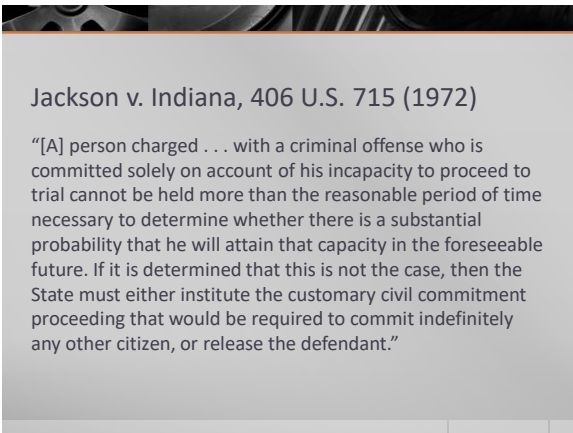 Jackson v. Indiana, 406 U.S. 715 (1972)
“[A] person charged . . . with a criminal offense who is
committed solely on account of his incapacity to proceed to
trial cannot be held more than the reasonable period of time
necessary to determine whether there is a substantial
probability that he will attain that capacity in the foreseeable
future. If it is determined that this is not the case, then the
State must either institute the customary civil commitment
proceeding that would be required to commit indefinitely
any other citizen, or release the defendant.”